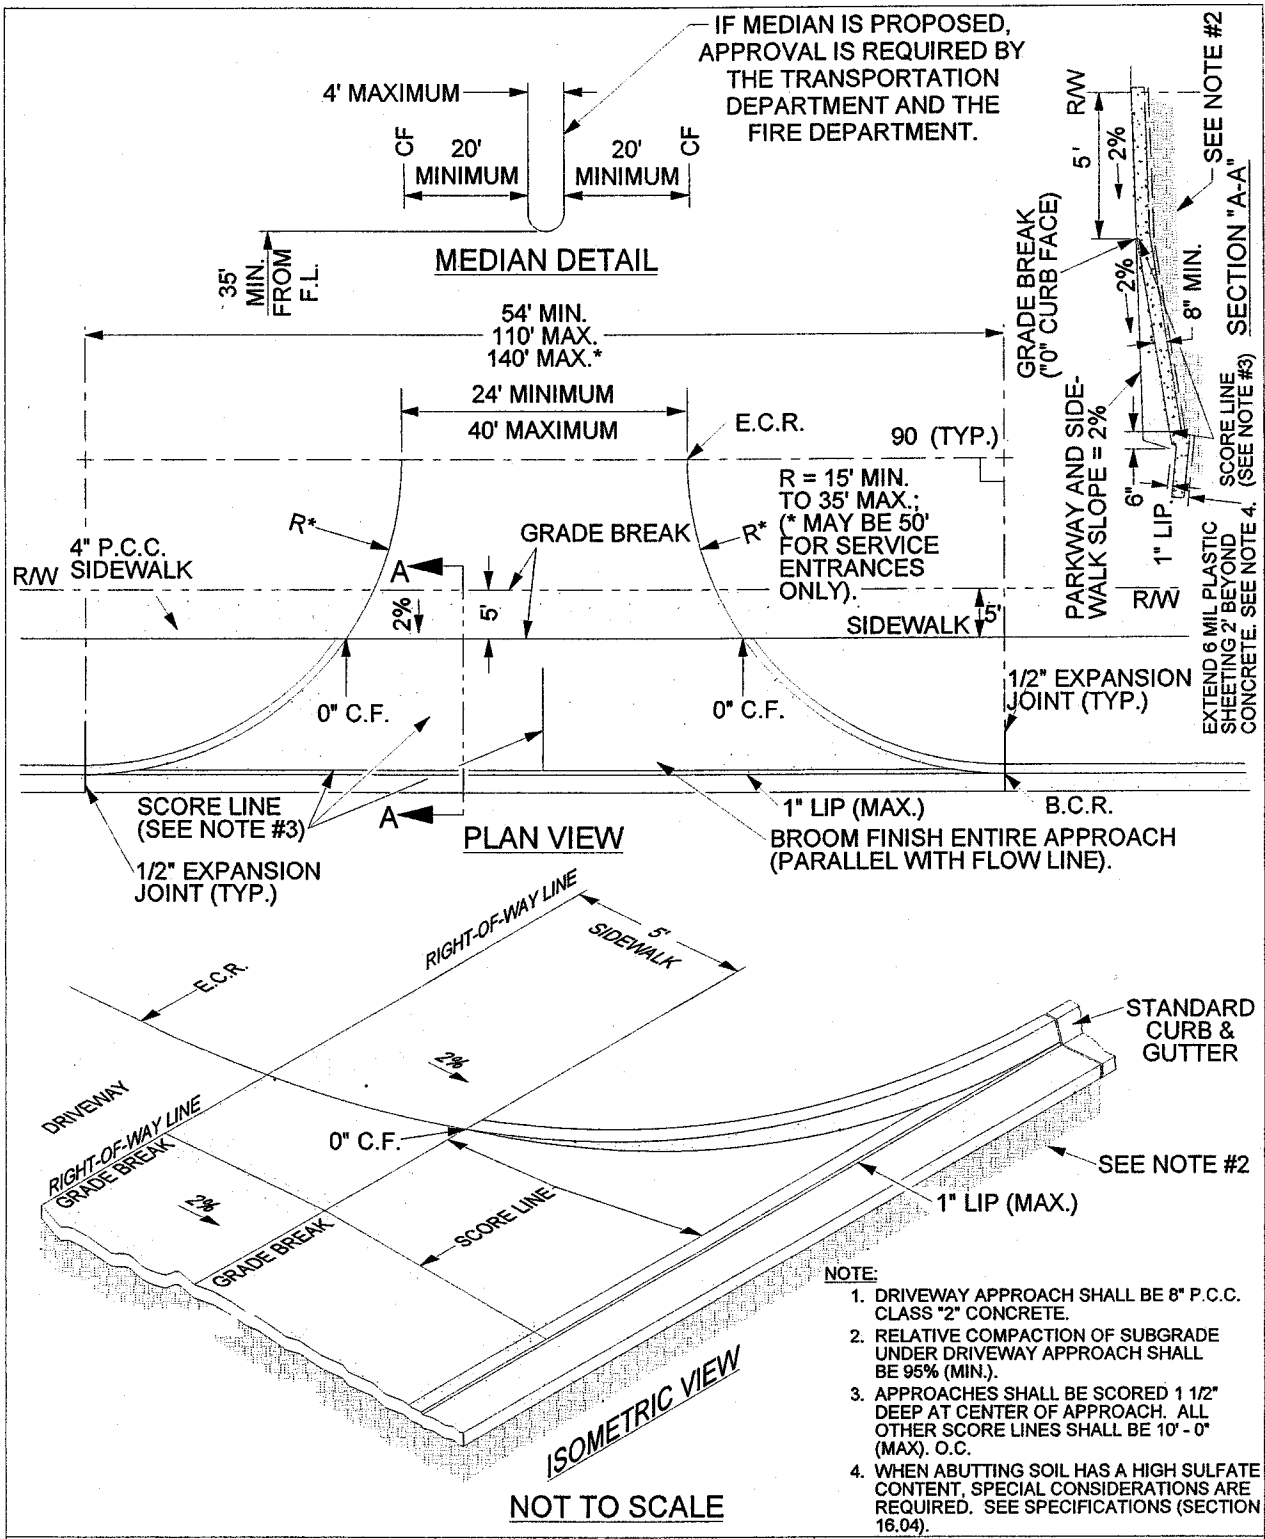 IF MEDIAN IS PROPOSED,
APPROVAL IS REQUIRED BY
THE TRANSPORTATION
DEPARTMENT AND THE
FIRE DEPARTMENT.
4' MAXIMUM
CF
20'
MINIMUM
20'
MINIMUM
CF
35'
MIN.
FROM
F.L.
MEDIAN DETAIL
R/W
5'
2%
SEE NOTE #2
GRADE BREAK
("0" CURB FACE)
2%
8" MIN.
SECTION "A-A"
PARKWAY AND SIDE-
WALK SLOPE = 2%
6"
1" LIP.
SCORE LINE
(SEE NOTE #3)
EXTEND 6 MIL PLASTIC
SHEETING 2' BEYOND
CONCRETE. SEE NOTE 4.
54' MIN.
110' MAX.
140' MAX.*
24' MINIMUM
40' MAXIMUM
E.C.R.
90 (TYP.)
R = 15' MIN.
TO 35' MAX.;
(* MAY BE 50'
FOR SERVICE
ENTRANCES
ONLY).
R*
R*
GRADE BREAK
4" P.C.C.
SIDEWALK
R/W
A
2%
5'
SIDEWALK
5'
R/W
0" C.F.
0" C.F.
1/2" EXPANSION
JOINT (TYP.)
SCORE LINE
(SEE NOTE #3)
A
PLAN VIEW
1" LIP (MAX.)
B.C.R.
BROOM FINISH ENTIRE APPROACH
(PARALLEL WITH FLOW LINE).
1/2" EXPANSION
JOINT (TYP.)
RIGHT-OF-WAY LINE
5'
SIDEWALK
E.C.R.
STANDARD
CURB &
GUTTER
2%
DRIVEWAY
RIGHT-OF-WAY LINE
GRADE BREAK
0" C.F.
SEE NOTE #2
2%
1" LIP (MAX.)
SCORE LINE
GRADE BREAK
ISOMETRIC VIEW
NOT TO SCALE
NOTE:
1. DRIVEWAY APPROACH SHALL BE 8" P.C.C.
CLASS "2" CONCRETE.
2. RELATIVE COMPACTION OF SUBGRADE
UNDER DRIVEWAY APPROACH SHALL
BE 95% (MIN.).
3. APPROACHES SHALL BE SCORED 1 1/2"
DEEP AT CENTER OF APPROACH. ALL
OTHER SCORE LINES SHALL BE 10' - 0"
(MAX). O.C.
4. WHEN ABUTTING SOIL HAS A HIGH SULFATE
CONTENT, SPECIAL CONSIDERATIONS ARE
REQUIRED. SEE SPECIFICATIONS (SECTION
16.04).